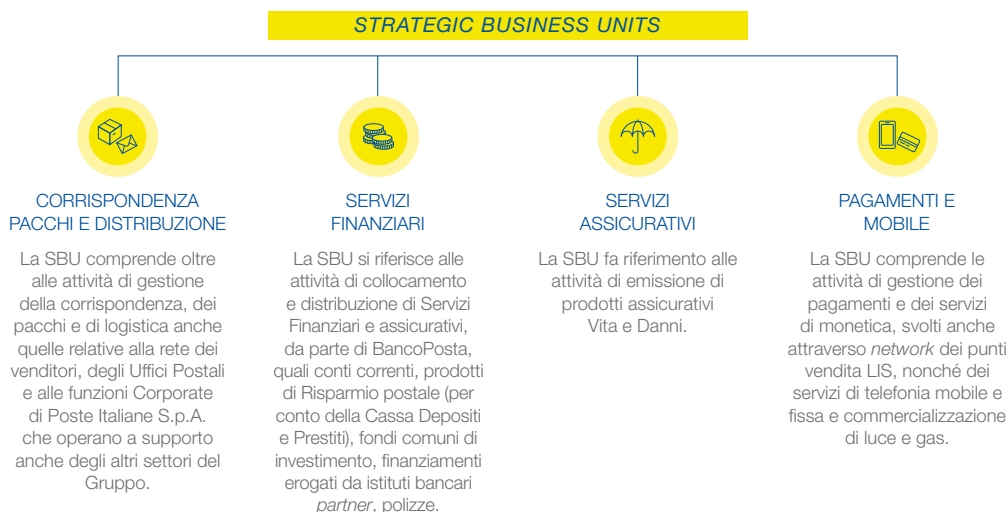 STRATEGIC BUSINESS UNITS
CORRISPONDENZA
PACCHI E DISTRIBUZIONE
La SBU comprende oltre
alle attività di gestione
della corrispondenza, dei
pacchi e di logistica anche
quelle relative alla rete dei
venditori, degli Uffici Postali
e alle funzioni Corporate
di Poste Italiane S.p.A.
che operano a supporto
anche degli altri settori del
Gruppo.
SERVIZI
FINANZIARI
La SBU si riferisce alle
attività di collocamento
e distribuzione di Servizi
Finanziari e assicurativi,
da parte di BancoPosta,
quali conti correnti, prodotti
di Risparmio postale (per
conto della Cassa Depositi
e Prestiti), fondi comuni di
investimento, finanziamenti
erogati da istituti bancari
partner, polizze.
SERVIZI
ASSICURATIVI
La SBU fa riferimento alle
attività di emissione di
prodotti assicurativi
Vita e Danni.
PAGAMENTI E
MOBILE
La SBU comprende le
attività di gestione dei
pagamenti e dei servizi
di monetica, svolti anche
attraverso network dei punti
vendita LIS, nonché dei
servizi di telefonia mobile e
fissa e commercializzazione
di luce e gas.